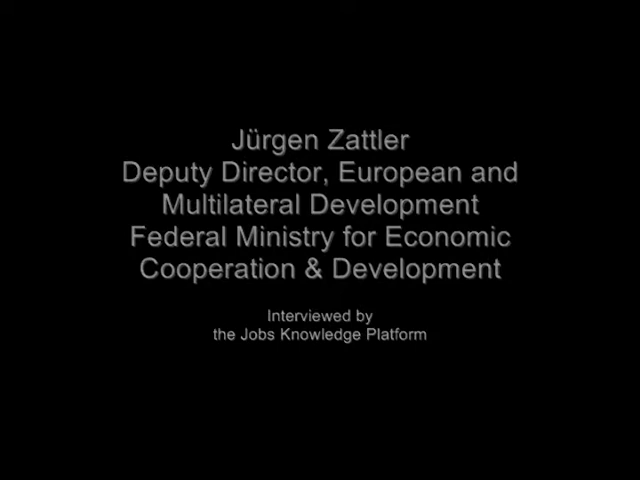 Jürgen Zattler
Deputy Director, European and
Multilateral Development
Federal Ministry for Economic
Cooperation & Development
Interviewed by
the Jobs Knowledge Platform